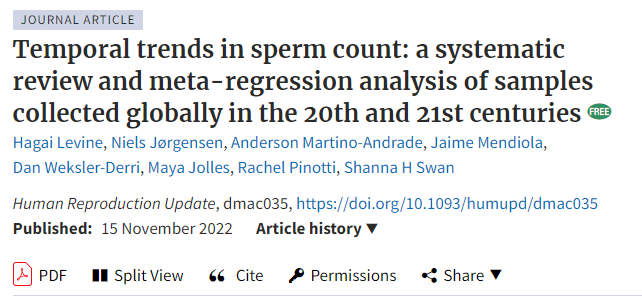 JOURNAL ARTICLE
Temporal trends in sperm count: a systematic
review and meta-regression analysis of samples
collected globally in the 20th and 21st centuries FREE
Hagai Levine, Niels Jørgensen, Anderson Martino-Andrade, Jaime Mendiola,
Dan Weksler-Derri, Maya Jolles, Rachel Pinotti, Shanna H Swan
Human Reproduction Update, dmac035, https://doi.org/10.1093/humupd/dmac035
Published: 15 November 2022 Article history ▼
PDF Split View Cite Permissions Share ▼